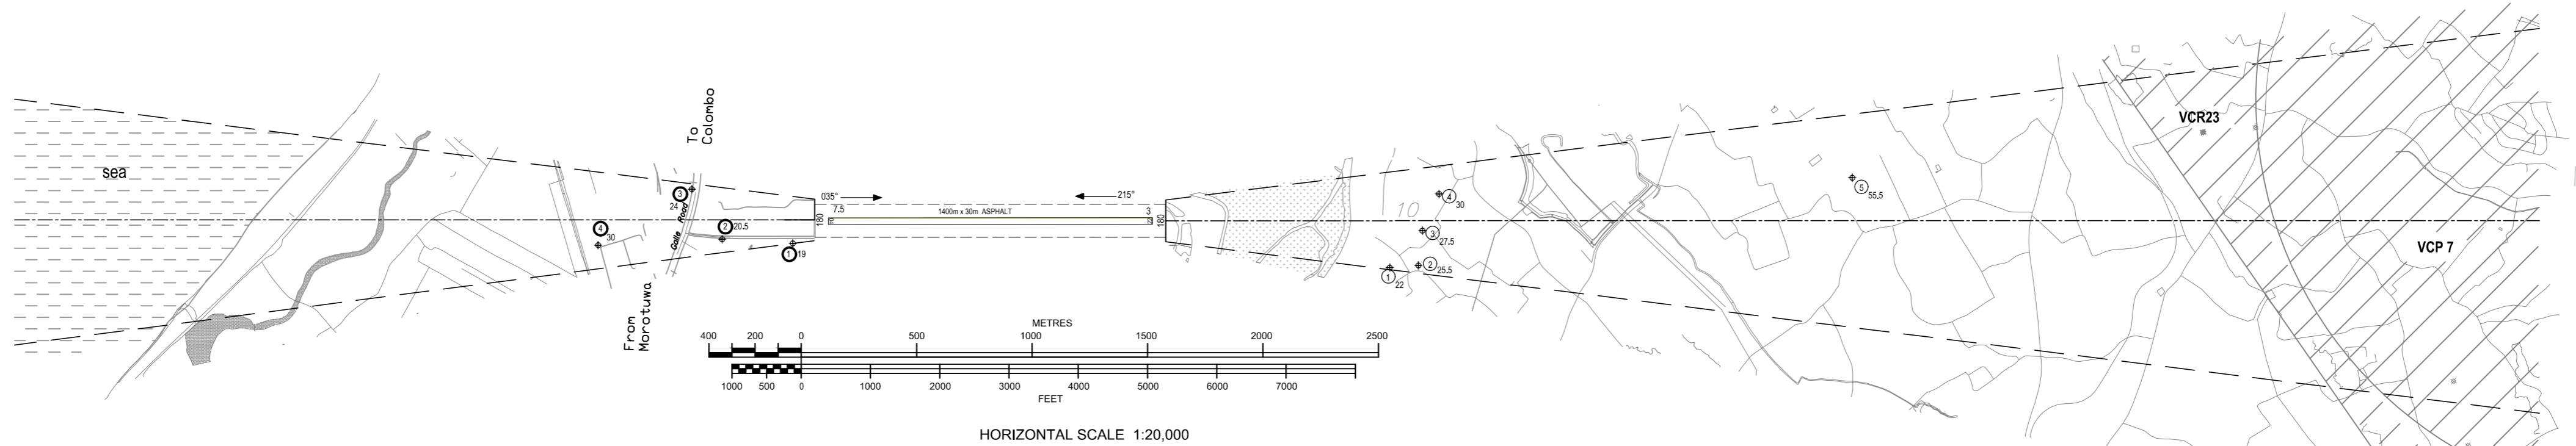 sea
To
Colombo
From
Morotuwa
Galle Road
3
24
4
30
2
20.5
1
19
180
035°
7.5
1400m x 30m ASPHALT
215°
3
180
10
4
30
3
27.5
2
25.5
1
22
5
55.5
VCR23
VCP 7
METRES
400 200 0 500 1000 1500 2000 2500
1000 500 0 1000 2000 3000 4000 5000 6000 7000
FEET
HORIZONTAL SCALE 1:20,000